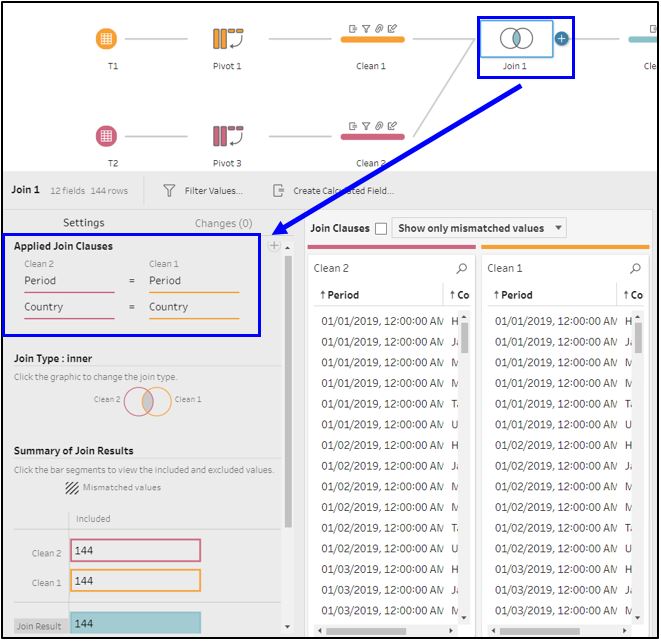 T1
Pivot 1
Clean 1
Join 1
T2
Pivot 3
Clean 2
Join 1 12 fields 144 rows Filter Values... Create Calculated Field...
Settings Changes (0)
Applied Join Clauses
Clean 2 Clean 1
Period = Period
Country = Country
Join Type : inner
Click the graphic to change the join type.
Clean 2 Clean 1
Summary of Join Results
Click the bar segments to view the included and excluded values.
Mismatched values
Included
Clean 2 144
Clean 1 144
Join Result 144
Join Clauses Show only mismatched values
Clean 2
Period Co
01/01/2019, 12:00:00 AM H
01/01/2019, 12:00:00 AM Ja
01/01/2019, 12:00:00 AM M
01/01/2019, 12:00:00 AM M
01/01/2019, 12:00:00 AM Ta
01/01/2019, 12:00:00 AM U
01/02/2019, 12:00:00 AM H
01/02/2019, 12:00:00 AM Ja
01/02/2019, 12:00:00 AM M
01/02/2019, 12:00:00 AM M
01/02/2019, 12:00:00 AM Ta
01/02/2019, 12:00:00 AM U
01/03/2019, 12:00:00 AM H
01/03/2019, 12:00:00 AM Ja
01/03/2019, 12:00:00 AM M
Clean 1
Period Co
01/01/2019, 12:00:00 AM H
01/01/2019, 12:00:00 AM Ja
01/01/2019, 12:00:00 AM M
01/01/2019, 12:00:00 AM M
01/01/2019, 12:00:00 AM Ta
01/01/2019, 12:00:00 AM U
01/02/2019, 12:00:00 AM H
01/02/2019, 12:00:00 AM Ja
01/02/2019, 12:00:00 AM M
01/02/2019, 12:00:00 AM M
01/02/2019, 12:00:00 AM Ta
01/02/2019, 12:00:00 AM U
01/03/2019, 12:00:00 AM H
01/03/2019, 12:00:00 AM Ja
01/03/2019, 12:00:00 AM M